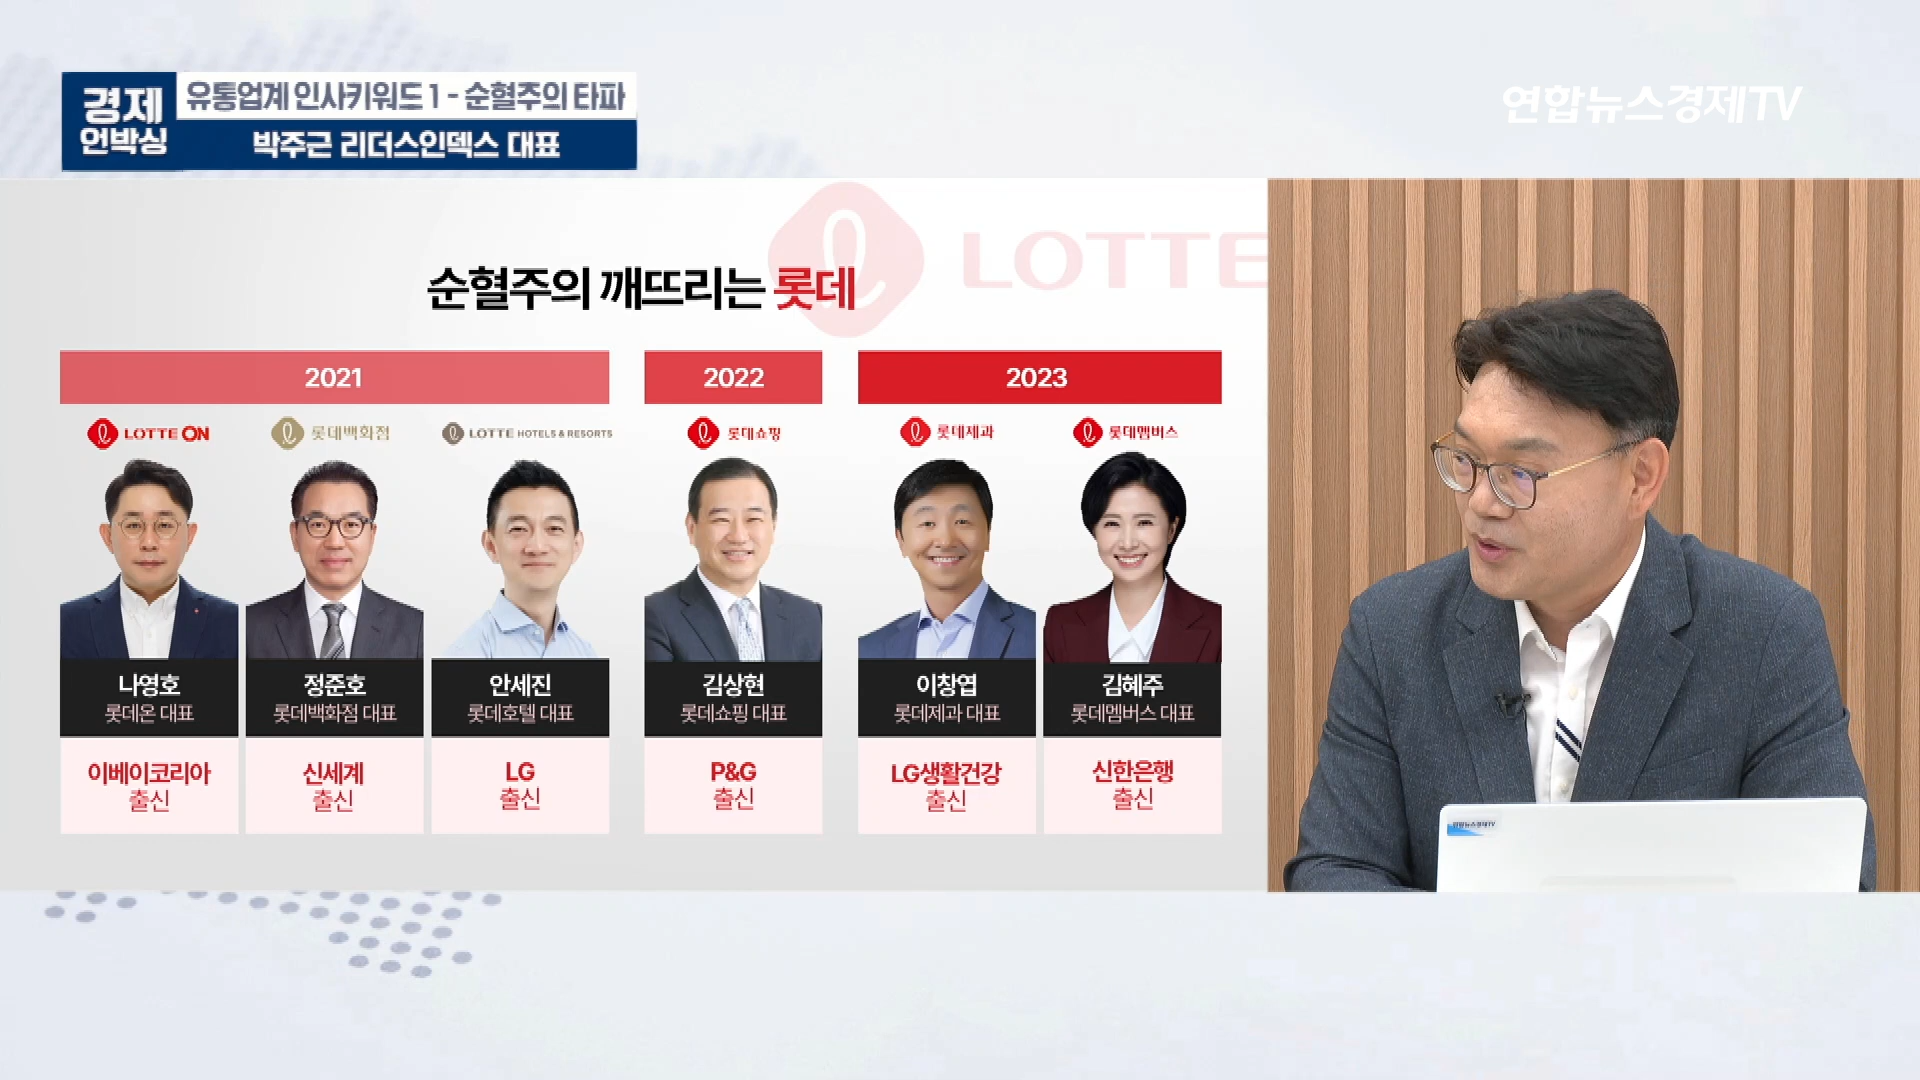 경제
언박싱
유통업계 인사키워드 1 - 순혈주의 타파
박주근 리더스인덱스 대표
연합뉴스경제TV
LOTTE
순혈주의 깨뜨리는 롯데
2021
2022
2023
LOTTE ON
롯데백화점
LOTTE HOTELS & RESORTS
롯데쇼핑
롯데제과
롯데멤버스
나영호
롯데온 대표
이베이코리아
출신
정준호
롯데백화점 대표
신세계
출신
안세진
롯데호텔 대표
LG
출신
김상현
롯데쇼핑 대표
P&G
출신
이창엽
롯데제과 대표
LG생활건강
출신
김혜주
롯데멤버스 대표
신한은행
출신
연합뉴스경제TV